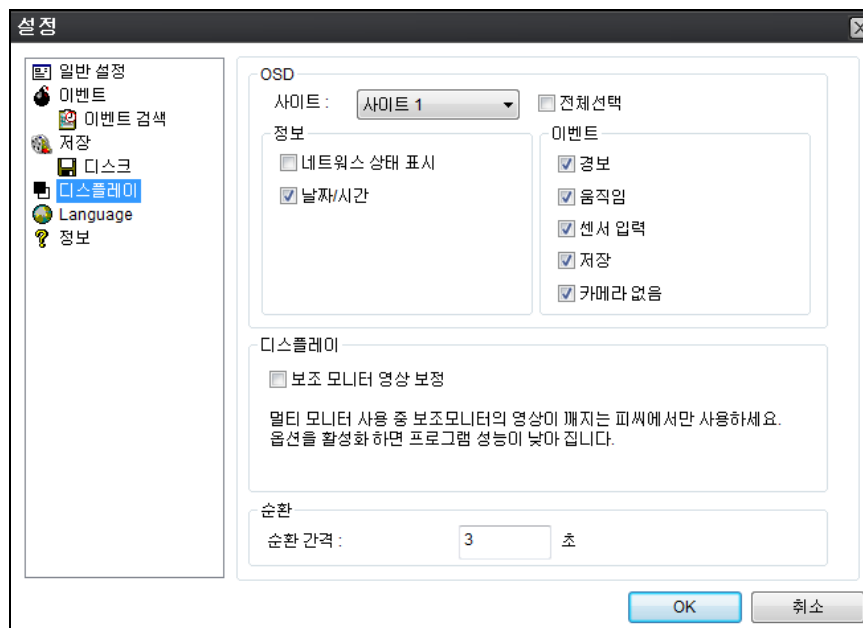 설정
일반 설정
이벤트
이벤트 검색
저장
디스크
디스플레이
Language
정보
OSD
사이트 : 사이트 1 전체선택
정보
네트워스 상태 표시
날짜/시간
이벤트
경보
움직임
센서 입력
저장
카메라 없음
디스플레이
보조 모니터 영상 보정
멀티 모니터 사용 중 보조모니터의 영상이 깨지는 피씨에서만 사용하세요.
옵션을 활성화 하면 프로그램 성능이 낮아 집니다.
순환
순환 간격 : 3 초
OK 취소